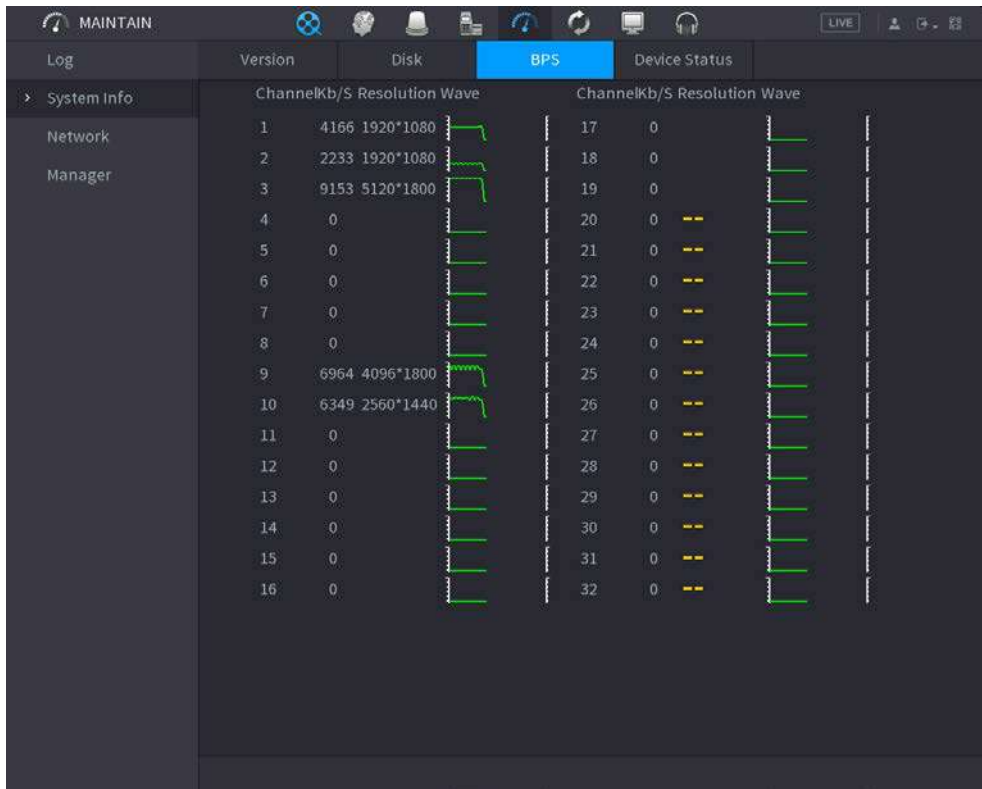 MAINTAIN LIVE
Log Version Disk BPS Device Status
System Info
Network
Manager
Channel Kb/S Resolution Wave Channel Kb/S Resolution Wave
1 4166 1920*1080 17 0
2 2233 1920*1080 18 0
3 9153 5120*1800 19 0
4 0 20 0 --
5 0 21 0 --
6 0 22 0 --
7 0 23 0 --
8 0 24 0 --
9 6964 4096*1800 25 0 --
10 6349 2560*1440 26 0 --
11 0 27 0 --
12 0 28 0 --
13 0 29 0 --
14 0 30 0 --
15 0 31 0 --
16 0 32 0 --